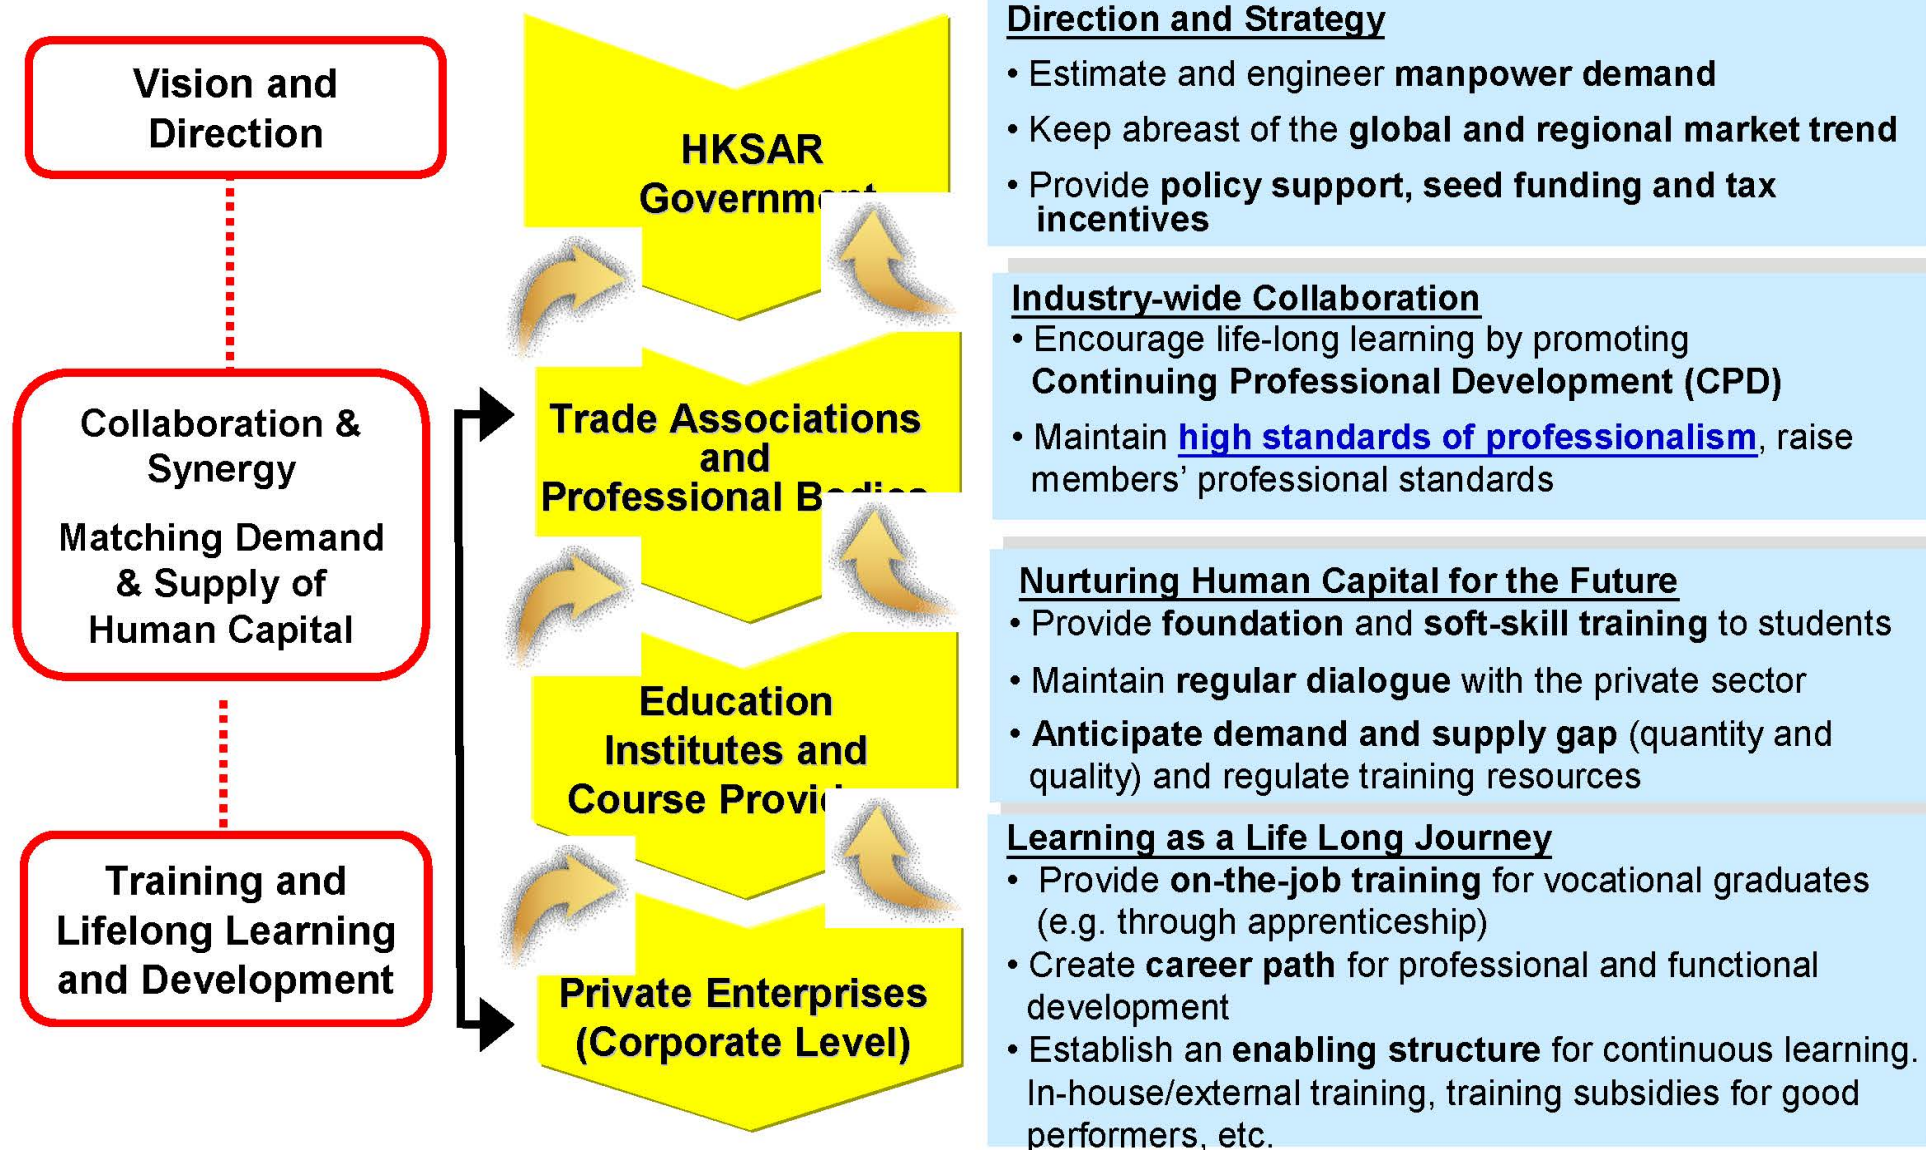 Vision and
Direction
Collaboration &
Synergy
Matching Demand
& Supply of
Human Capital
Training and
Lifelong Learning
and Development
HKSAR
Government
Trade Associations
and
Professional Bodies
Education
Institutes and
Course Provid
Private Enterprises
(Corporate Level)
Direction and Strategy
• Estimate and engineer manpower demand
• Keep abreast of the global and regional market trend
• Provide policy support, seed funding and tax
incentives
Industry-wide Collaboration
• Encourage life-long learning by promoting
Continuing Professional Development (CPD)
• Maintain high standards of professionalism, raise
members’ professional standards
Nurturing Human Capital for the Future
• Provide foundation and soft-skill training to students
• Maintain regular dialogue with the private sector
• Anticipate demand and supply gap (quantity and
quality) and regulate training resources
Learning as a Life Long Journey
• Provide on-the-job training for vocational graduates
(e.g. through apprenticeship)
• Create career path for professional and functional
development
• Establish an enabling structure for continuous learning.
In-house/external training, training subsidies for good
performers, etc.